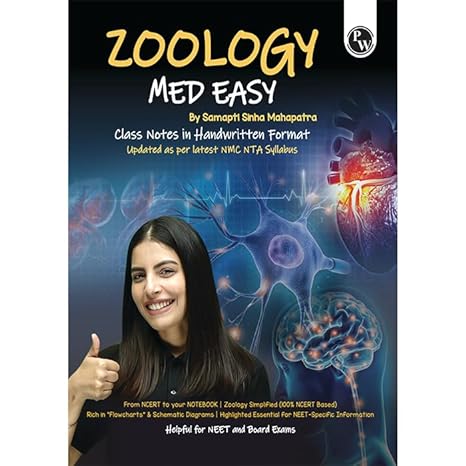 ZOOLOGY
PW
MED EASY
By Samapti Sinha Mahapatra
Class Notes in Handwritten Format
Updated as per latest NMC NTA Syllabus
From NCERT to your NOTEBOOK | Zoology Simplified (100% NCERT Based)
Rich in "Flowcharts" & Schematic Diagrams | Highlighted Essential For NEET-Specific Information
Helpful for NEET and Board Exams